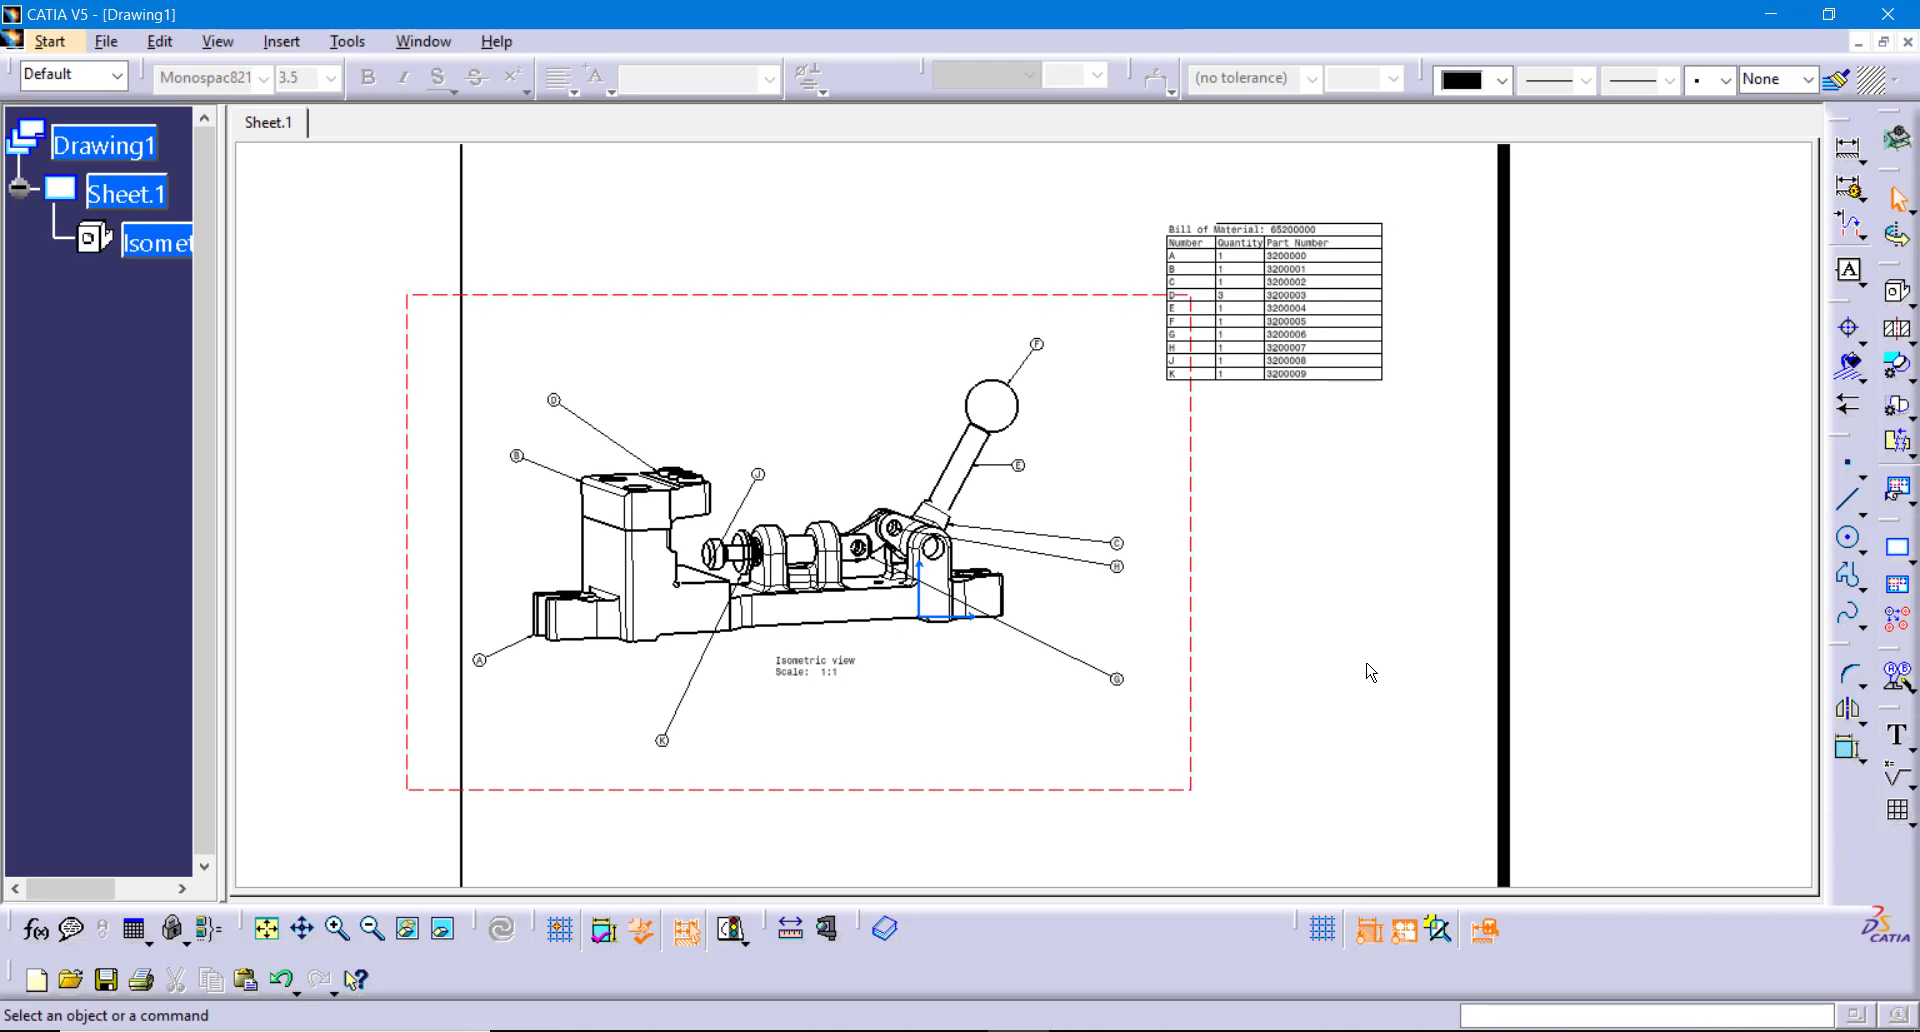 CATIA V5 - [Drawing1]
Start File Edit View Insert Tools Window Help
Default Monospac821 3.5 B I S S x (no tolerance) None
Drawing1
Sheet.1
Isomet
Sheet.1
Bill of Material: 65200000
Number Quantity Part Number
A 1 3200000
B 1 3200001
C 1 3200002
D 3 3200003
E 1 3200004
F 1 3200005
G 1 3200006
H 1 3200007
J 1 3200008
K 1 3200009
F
D
B
J
E
C
H
A
G
K
Isometric view
Scale: 1:1
f(x)
CATIA
Select an object or a command